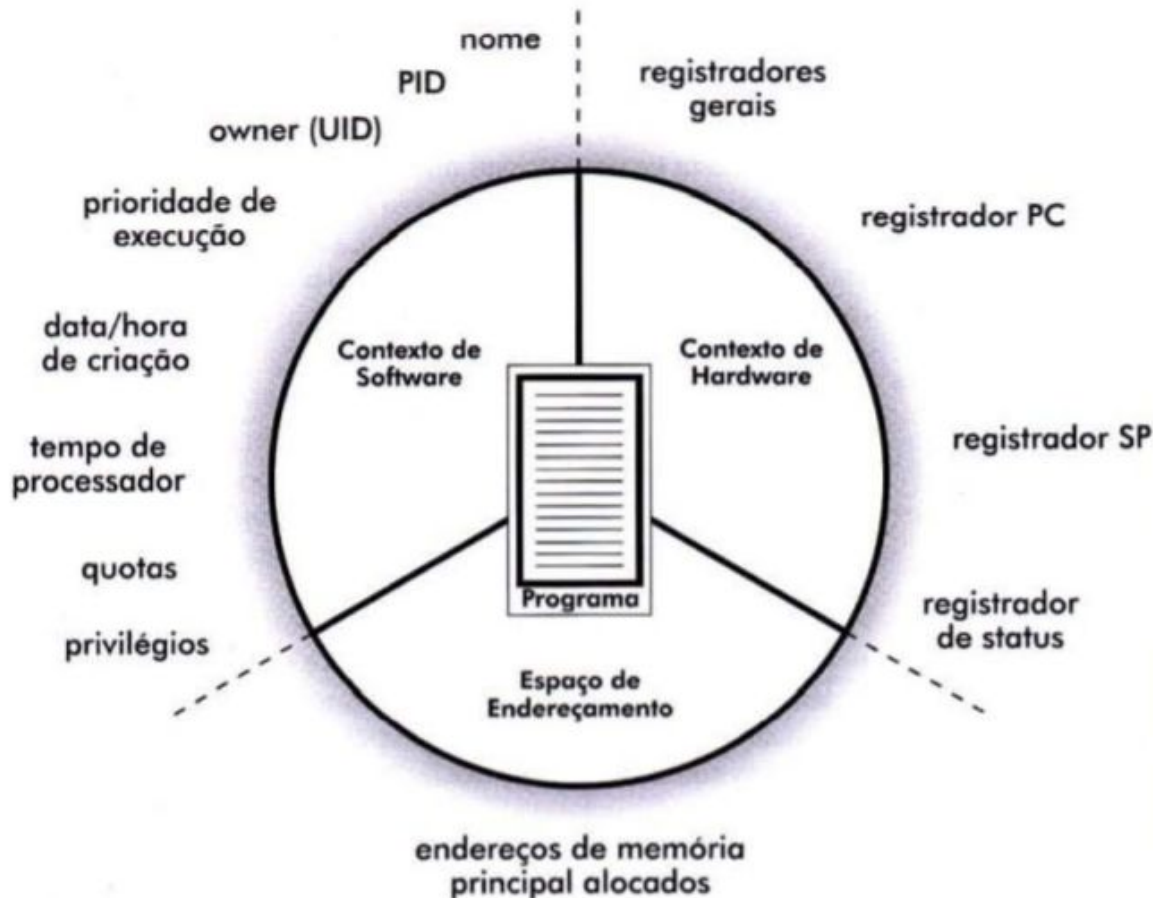 nome
PID
owner (UID)
prioridade de
execução
data/hora
de criação
tempo de
processador
quotas
privilégios
registradores
gerais
registrador PC
registrador SP
registrador
de status
Contexto de
Software
Contexto de
Hardware
Programa
Espaço de
Endereçamento
endereços de memória
principal alocados